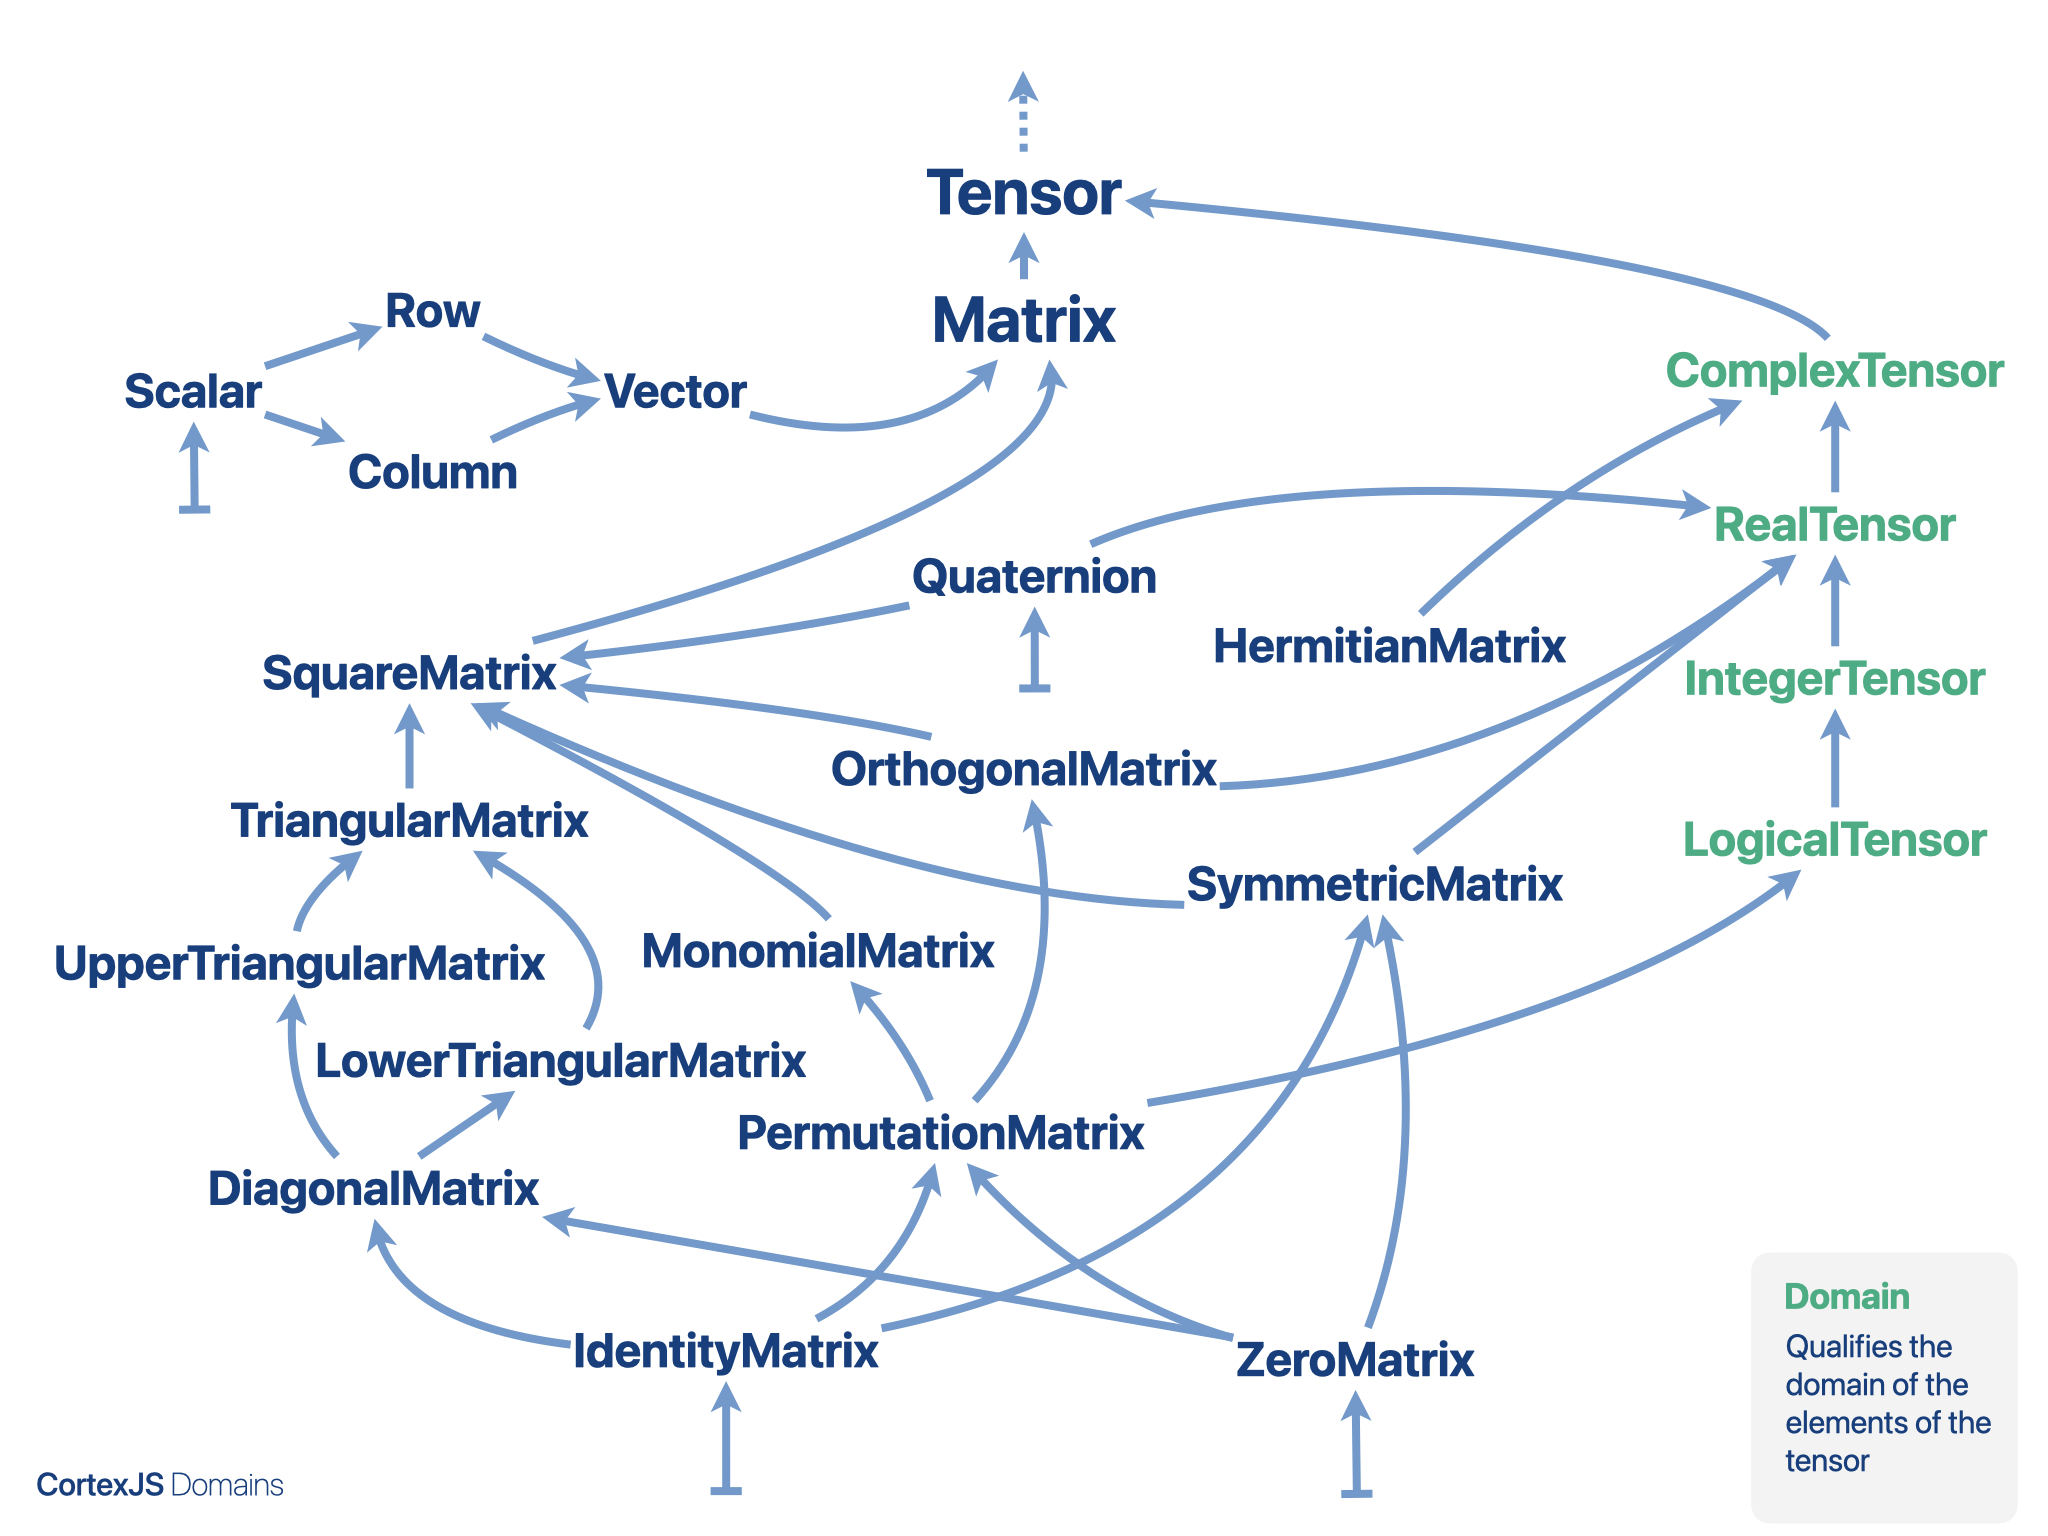 Tensor
Matrix
Row
Scalar
Vector
Column
ComplexTensor
RealTensor
Quaternion
HermitianMatrix
SquareMatrix
IntegerTensor
OrthogonalMatrix
TriangularMatrix
LogicalTensor
SymmetricMatrix
UpperTriangularMatrix
MonomialMatrix
LowerTriangularMatrix
PermutationMatrix
DiagonalMatrix
IdentityMatrix
ZeroMatrix
Domain
Qualifies the
domain of the
elements of the
tensor
CortexJS Domains